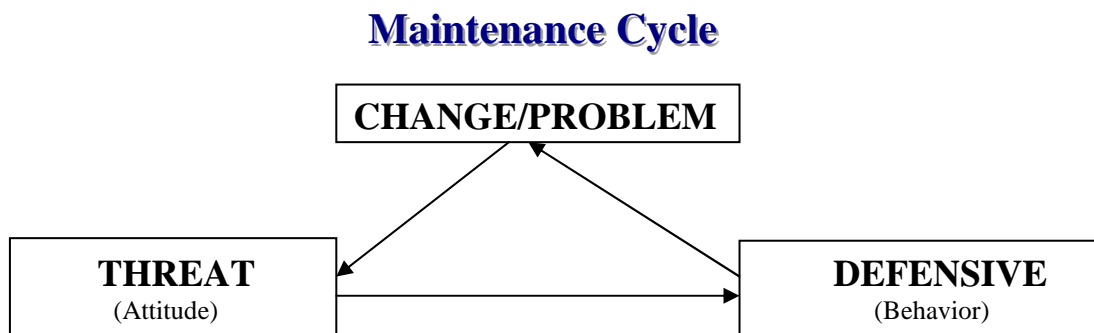 Maintenance Cycle
CHANGE/PROBLEM
THREAT
(Attitude)
DEFENSIVE
(Behavior)